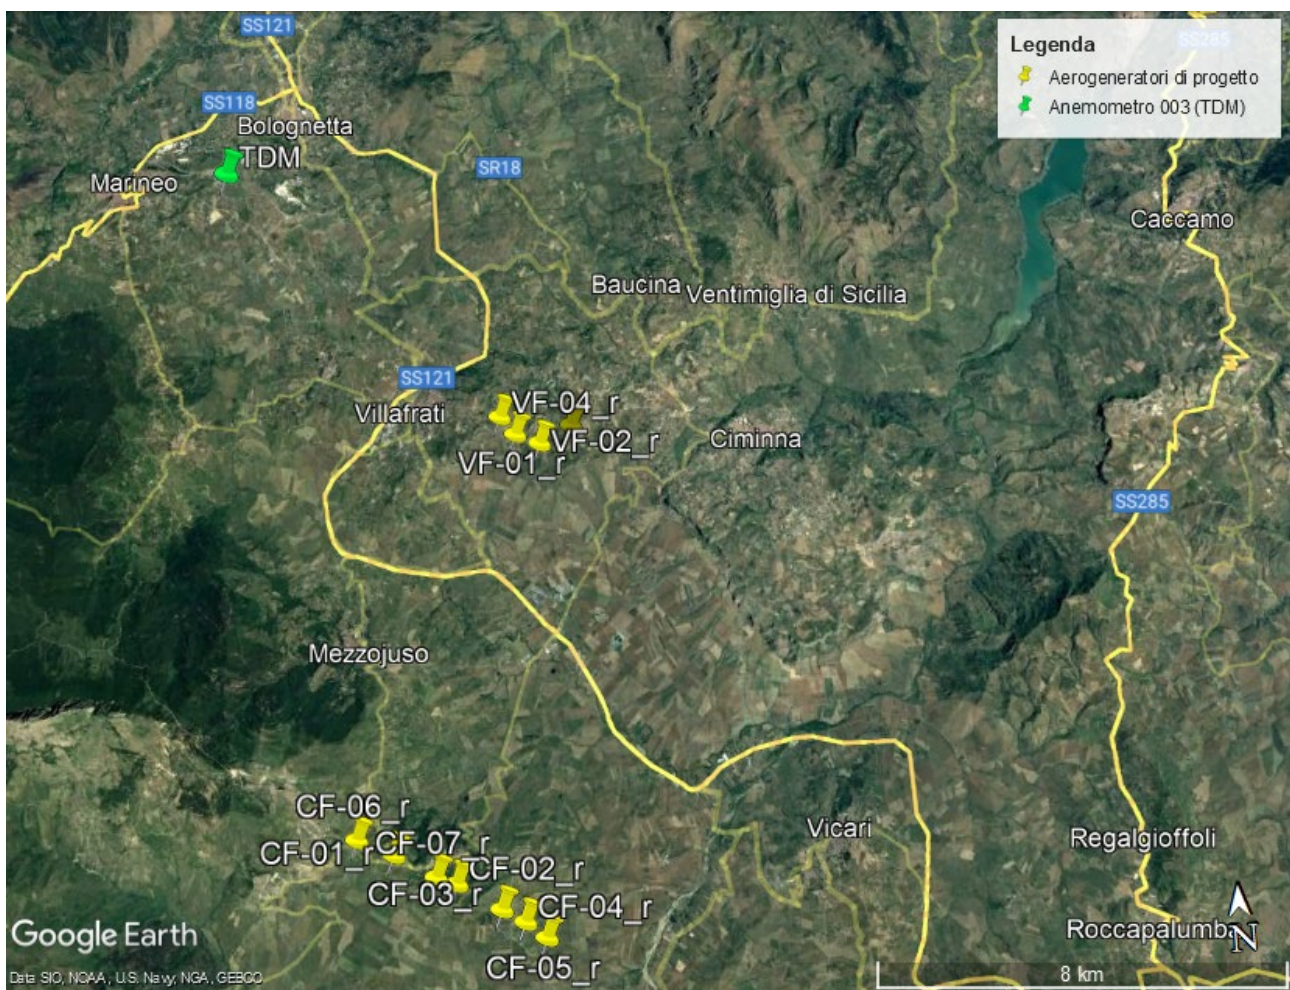 SS121
SS285
Legenda
Aerogeneratori di progetto
Anemometro 003 (TDM)
SS118
Bolognetta
TDM
Marineo
SR18
Caccamo
Baucina
Ventimiglia di Sicilia
SS121
Villafrati
VF-04_r
VF-02_r
VF-01_r
Ciminna
SS285
Mezzojuso
CF-06_r
CF-07_r
CF-01_r
CF-02_r
CF-03_r
CF-04_r
CF-05_r
Vicari
Regalgioffoli
Roccapalumba
N
Google Earth
Data SIO, NOAA, U.S. Navy, NGA, GEBCO
8 km